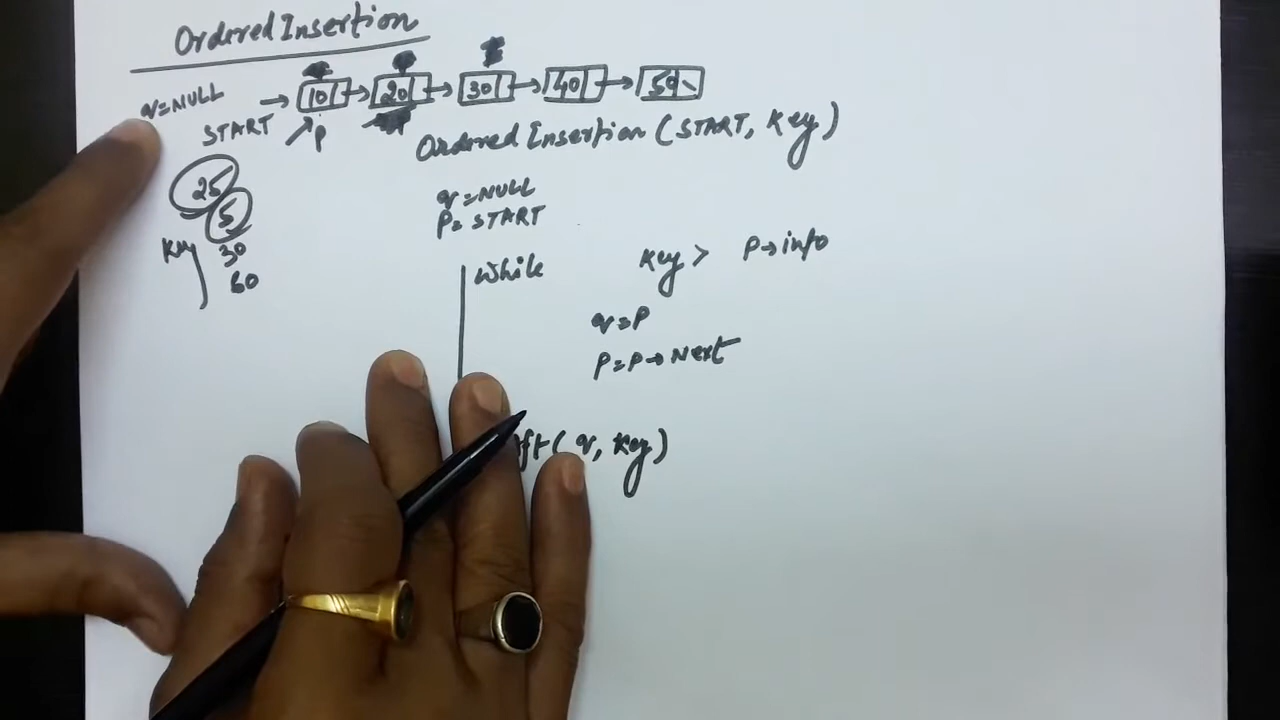 Ordered Insertion
q=NULL
START → 10 → 20 → 30 → 40 → 50
P
Ordered Insertion (START, Key)
25
5
30
60
Key
q=NULL
P=START
While Key > P→info
q=P
P=P→Next
aft(q, Key)